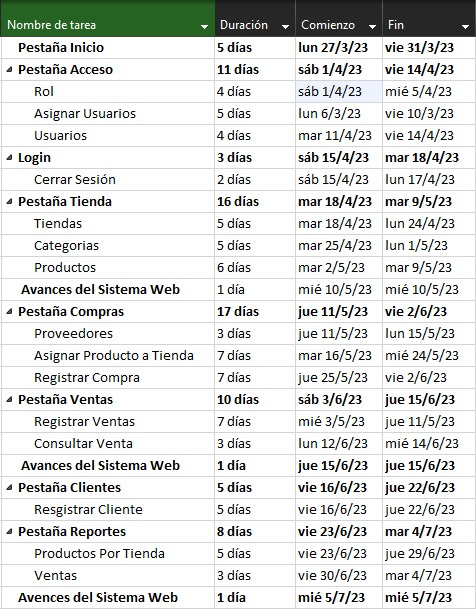 Nombre de tarea Duración Comienzo Fin
Pestaña Inicio 5 días lun 27/3/23 vie 31/3/23
Pestaña Acceso 11 días sáb 1/4/23 vie 14/4/23
Rol 4 días sáb 1/4/23 mié 5/4/23
Asignar Usuarios 5 días lun 6/3/23 vie 10/3/23
Usuarios 4 días mar 11/4/23 vie 14/4/23
Login 3 días sáb 15/4/23 mar 18/4/23
Cerrar Sesión 2 días sáb 15/4/23 lun 17/4/23
Pestaña Tienda 16 días mar 18/4/23 mar 9/5/23
Tiendas 5 días mar 18/4/23 lun 24/4/23
Categorias 5 días mar 25/4/23 lun 1/5/23
Productos 6 días mar 2/5/23 mar 9/5/23
Avances del Sistema Web 1 día mié 10/5/23 mié 10/5/23
Pestaña Compras 17 días jue 11/5/23 vie 2/6/23
Proveedores 3 días jue 11/5/23 lun 15/5/23
Asignar Producto a Tienda 7 días mar 16/5/23 mié 24/5/23
Registrar Compra 7 días jue 25/5/23 vie 2/6/23
Pestaña Ventas 10 días sáb 3/6/23 jue 15/6/23
Registrar Ventas 7 días mié 3/5/23 jue 11/5/23
Consultar Venta 3 días lun 12/6/23 mié 14/6/23
Avances del Sistema Web 1 día jue 15/6/23 jue 15/6/23
Pestaña Clientes 5 días vie 16/6/23 jue 22/6/23
Resgistrar Cliente 5 días vie 16/6/23 jue 22/6/23
Pestaña Reportes 8 días vie 23/6/23 mar 4/7/23
Productos Por Tienda 5 días vie 23/6/23 jue 29/6/23
Ventas 3 días vie 30/6/23 mar 4/7/23
Avences del Sistema Web 1 día mié 5/7/23 mié 5/7/23